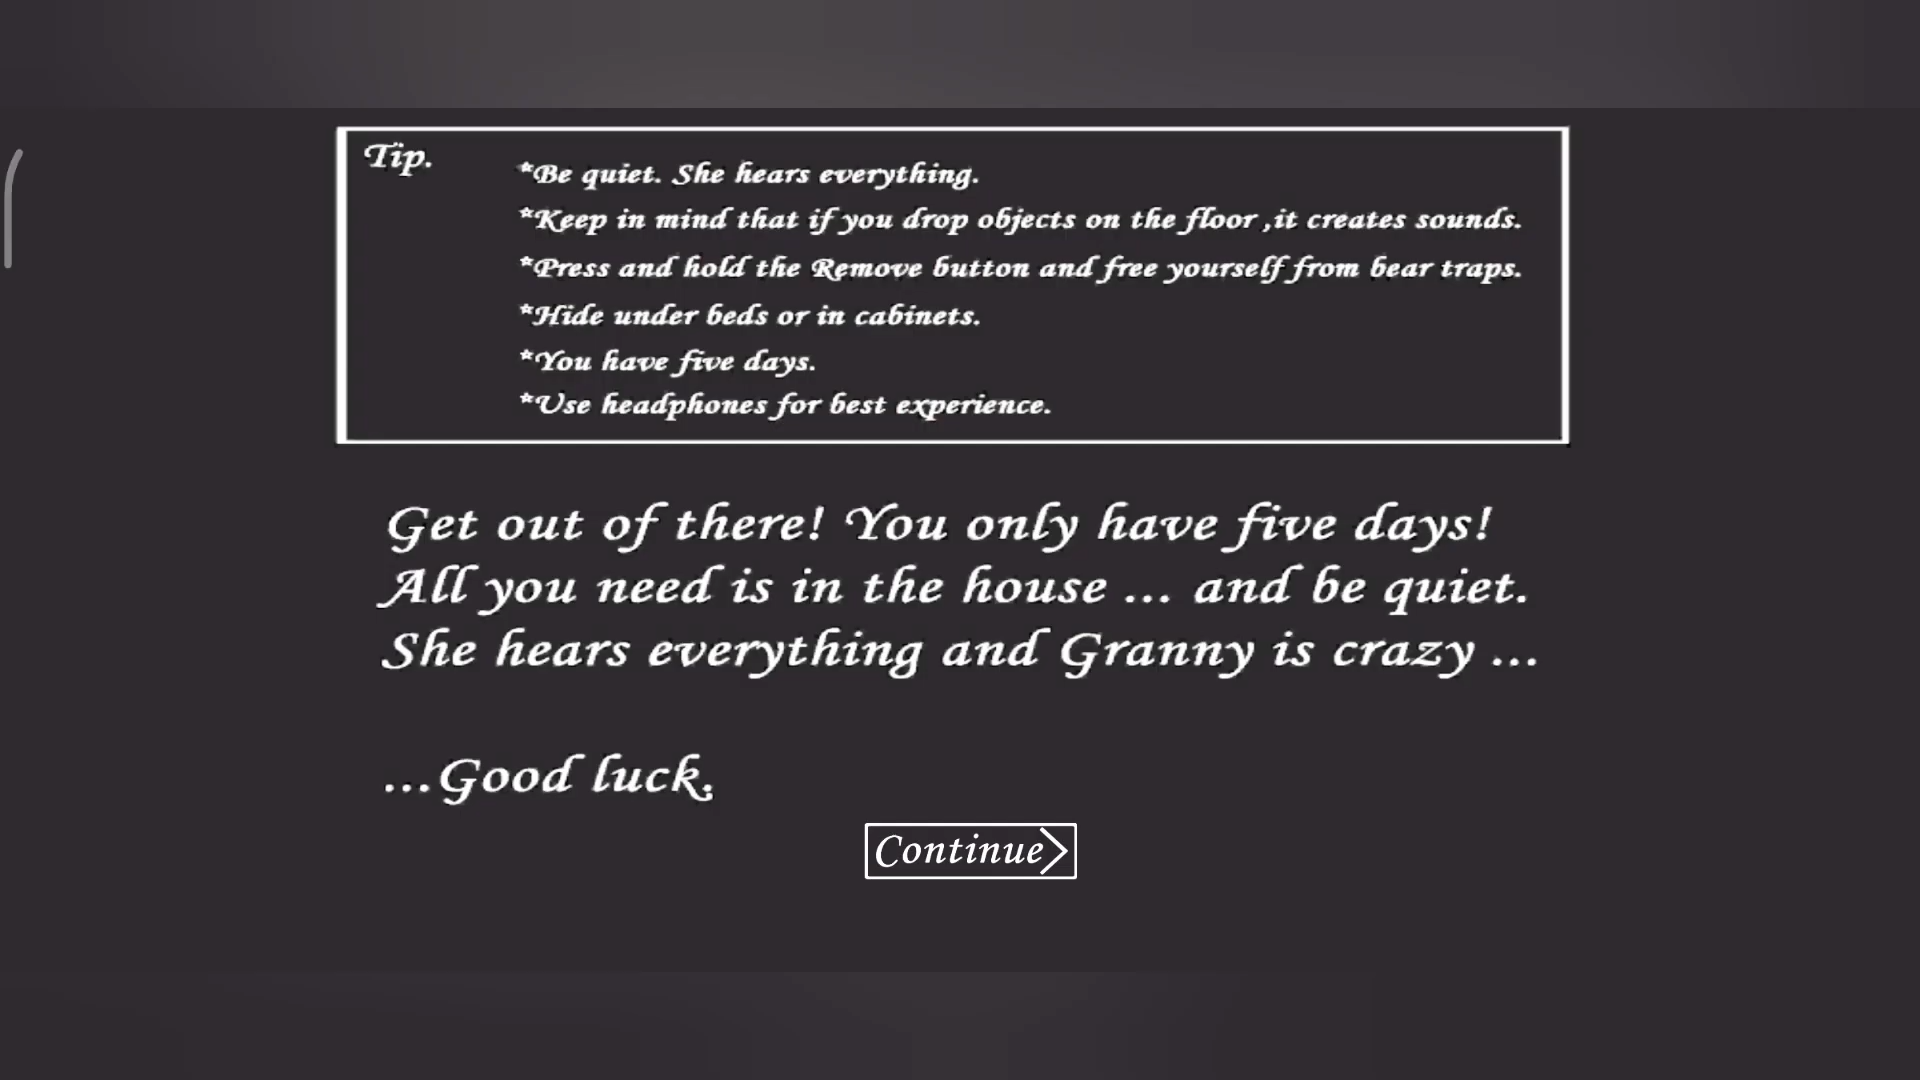 Tip.
*Be quiet. She hears everything.
*Keep in mind that if you drop objects on the floor ,it creates sounds.
*Press and hold the Remove button and free yourself from bear traps.
*Hide under beds or in cabinets.
*You have five days.
*Use headphones for best experience.
Get out of there! You only have five days!
All you need is in the house ... and be quiet.
She hears everything and Granny is crazy ...
...Good luck.
Continue